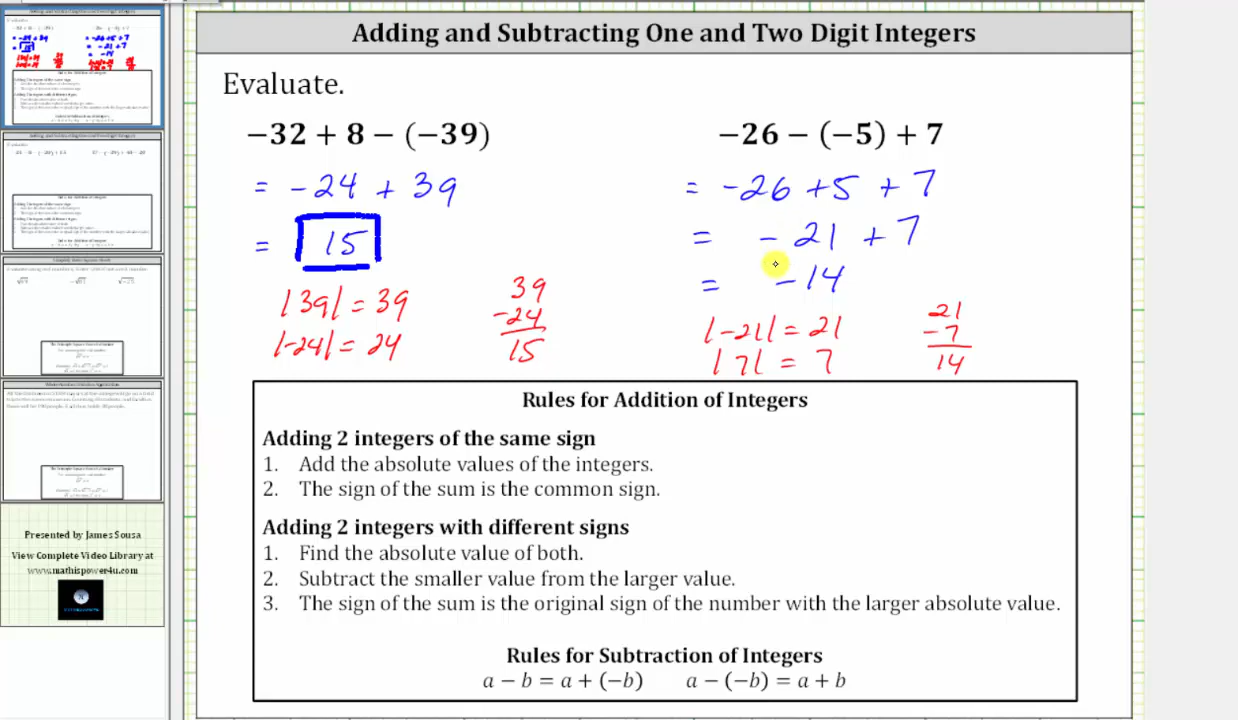 Adding and Subtracting One and Two Digit Integers
Evaluate.
−32 + 8 − (−39)
= -24 + 39
= 15
|39| = 39
|-24| = 24
39
-24
15
−26 − (−5) + 7
= -26 +5 + 7
= -21 + 7
= -14
|-21| = 21
|7| = 7
21
-7
14
Rules for Addition of Integers
Adding 2 integers of the same sign
1. Add the absolute values of the integers.
2. The sign of the sum is the common sign.
Adding 2 integers with different signs
1. Find the absolute value of both.
2. Subtract the smaller value from the larger value.
3. The sign of the sum is the original sign of the number with the larger absolute value.
Rules for Subtraction of Integers
a − b = a + (−b) a − (−b) = a + b
Presented by James Sousa
View Complete Video Library at
www.mathispower4u.com